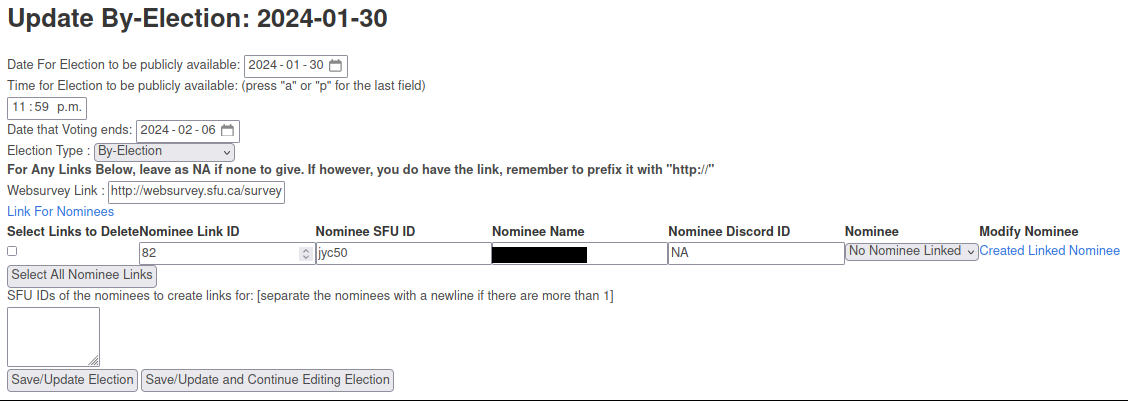 Update By-Election: 2024-01-30
Date For Election to be publicly available: 2024-01-30
Time for Election to be publicly available: (press "a" or "p" for the last field)
11:59 p.m.
Date that Voting ends: 2024-02-06
Election Type : By-Election
For Any Links Below, leave as NA if none to give. If however, you do have the link, remember to prefix it with "http://"
Websurvey Link : http://websurvey.sfu.ca/survey
Link For Nominees
Select Links to Delete Nominee Link ID Nominee SFU ID Nominee Name Nominee Discord ID Nominee Modify Nominee
82 jyc50 NA No Nominee Linked Created Linked Nominee
Select All Nominee Links
SFU IDs of the nominees to create links for: [separate the nominees with a newline if there are more than 1]
Save/Update Election Save/Update and Continue Editing Election